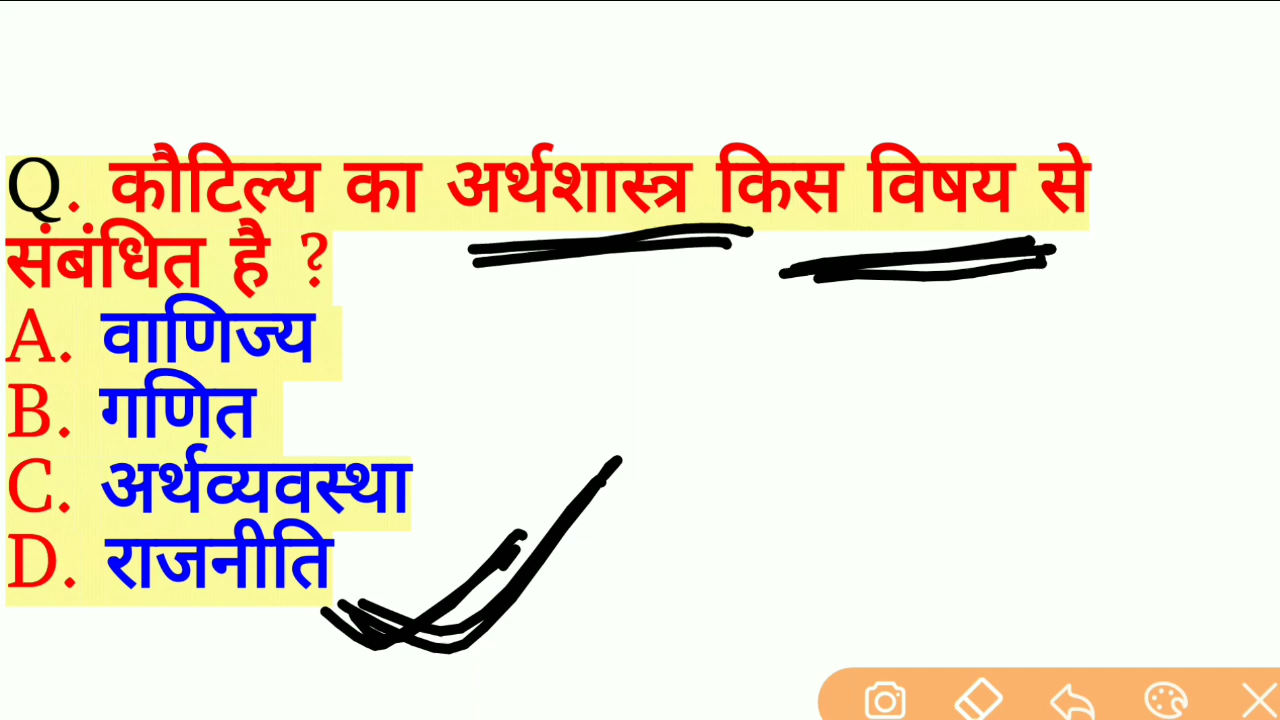 Q. कौटिल्य का अर्थशास्त्र किस विषय से
संबंधित है ?
A. वाणिज्य
B. गणित
C. अर्थव्यवस्था
D. राजनीति